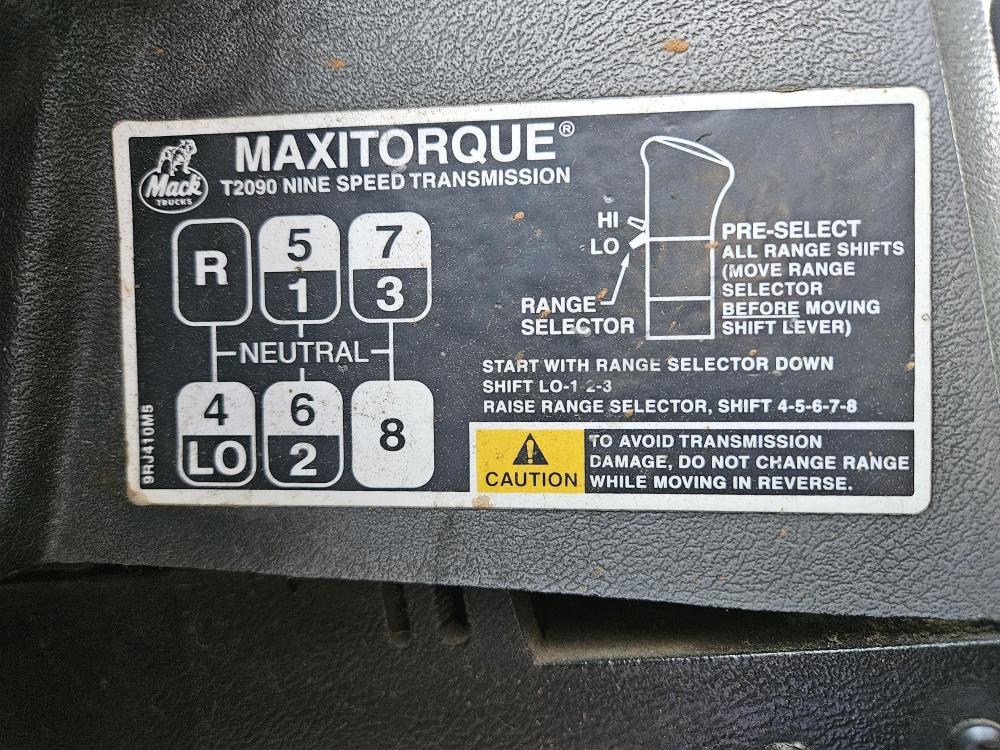 MAXITORQUE®
T2090 NINE SPEED TRANSMISSION
Mack
TRUCKS
R
5
1
7
3
NEUTRAL
4
LO
6
2
8
9RJ410M5
HI
LO
RANGE
SELECTOR
PRE-SELECT
ALL RANGE SHIFTS
(MOVE RANGE
SELECTOR
BEFORE MOVING
SHIFT LEVER)
START WITH RANGE SELECTOR DOWN
SHIFT LO-1-2-3
RAISE RANGE SELECTOR, SHIFT 4-5-6-7-8
CAUTION
TO AVOID TRANSMISSION
DAMAGE, DO NOT CHANGE RANGE
WHILE MOVING IN REVERSE.